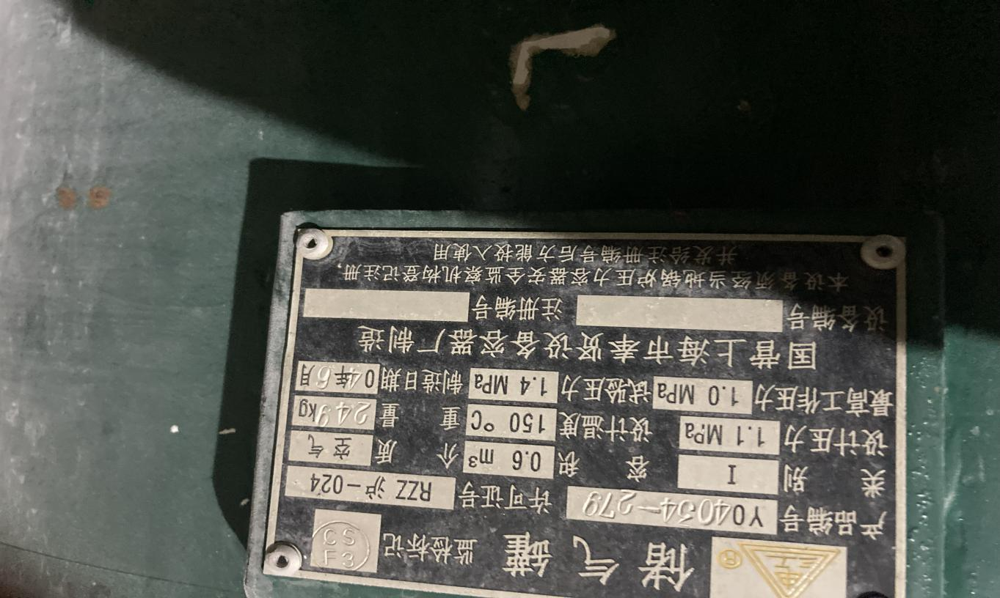 电工 ® 储气罐 监检标记 CS
F3
产品编号 Y04034-279 许可证号 RZZ 沪-024
类别 I 容积 0.6 m³ 介质 空气
设计压力 1.1 MPa 设计温度 150 °C 重量 249kg
最高工作压力 1.0 MPa 试验压力 1.4 MPa 制造日期 04年6月
国营上海市奉贤设备容器厂制造
设备编号 注册编号
本设备须经当地锅炉压力容器安全监察机构登记注册,
并发给注册编号后方能投入使用